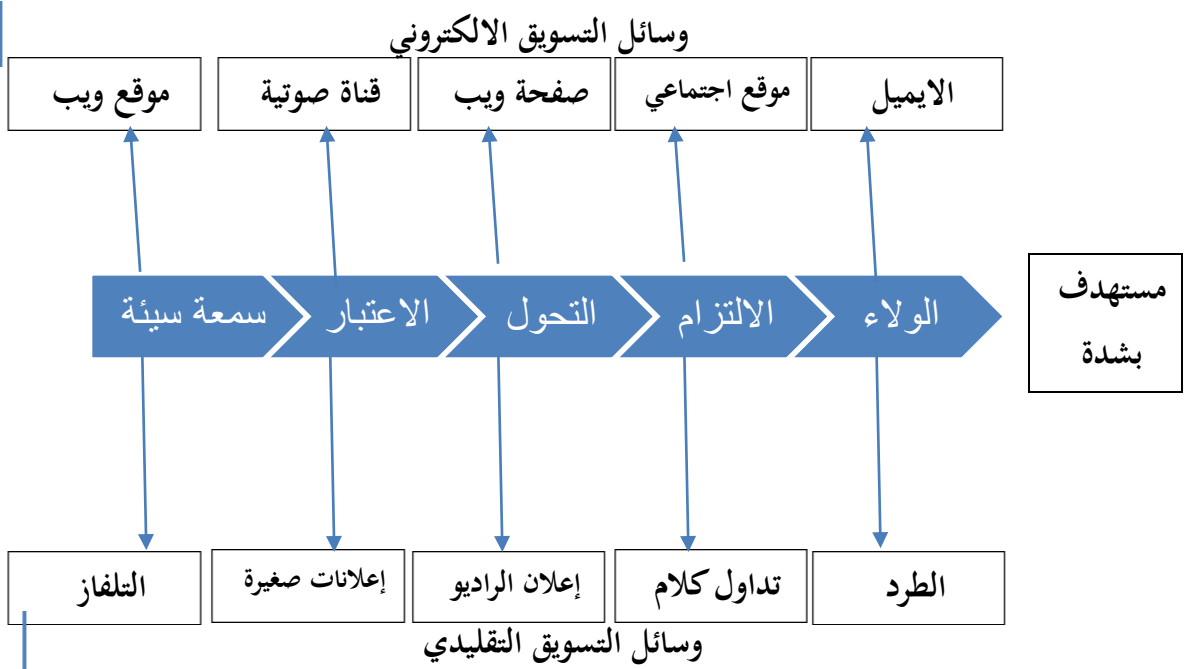 وسائل التسويق الالكتروني
الايميل
موقع اجتماعي
صفحة ويب
قناة صوتية
موقع ويب
مستهدف
بشدة
الولاء
الالتزام
التحول
الاعتبار
سمعة سيئة
الطرد
تداول كلام
إعلان الراديو
إعلانات صغيرة
التلفاز
وسائل التسويق التقليدي